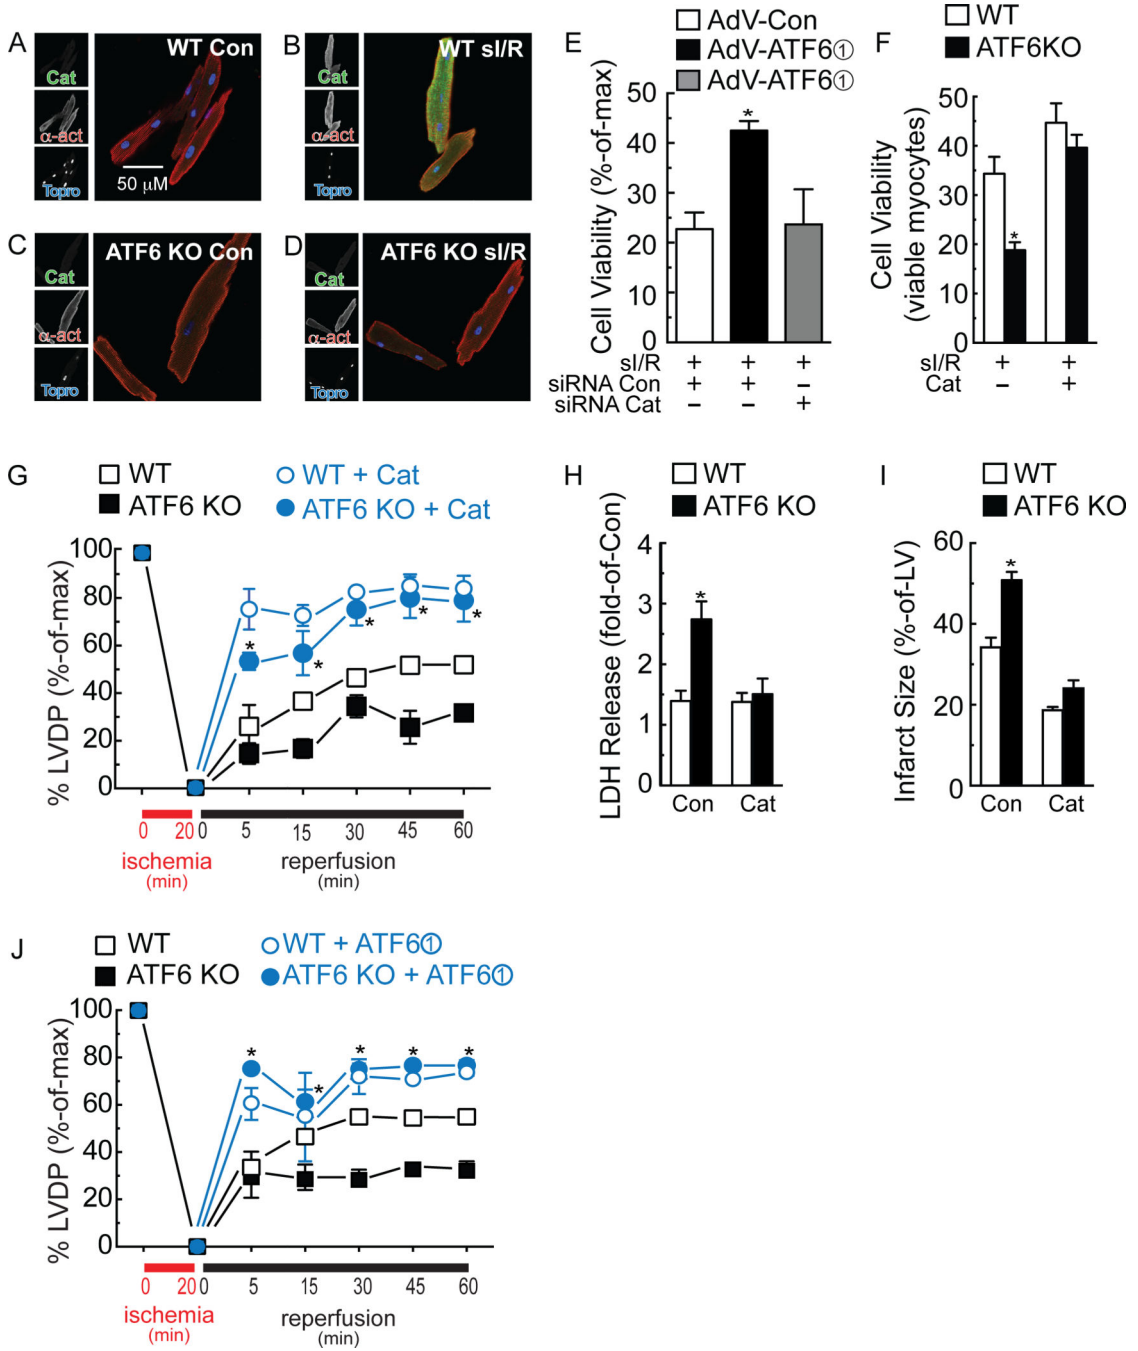 A
WT Con
Cat
α-act
Topro
50 μM
B
WT sI/R
Cat
α-act
Topro
C
ATF6 KO Con
Cat
α-act
Topro
D
ATF6 KO sI/R
Cat
α-act
Topro
E
AdV-Con
AdV-ATF6①
AdV-ATF6①
Cell Viability (%-of-max)
50
40
30
20
10
0
*
sI/R + + +
siRNA Con + + –
siRNA Cat – – +
F
WT
ATF6KO
Cell Viability
(viable myocytes)
50
40
30
20
10
0
*
sI/R + +
Cat – +
G
WT
ATF6 KO
WT + Cat
ATF6 KO + Cat
% LVDP (%-of-max)
100
80
60
40
20
0
* * * * *
0 20 0 5 15 30 45 60
ischemia
(min)
reperfusion
(min)
H
WT
ATF6 KO
LDH Release (fold-of-Con)
4
3
2
1
0
*
Con Cat
I
WT
ATF6 KO
Infarct Size (%-of-LV)
60
40
20
0
*
Con Cat
J
WT
ATF6 KO
WT + ATF6①
ATF6 KO + ATF6①
% LVDP (%-of-max)
100
80
60
40
20
0
* * * * *
0 20 0 5 15 30 45 60
ischemia
(min)
reperfusion
(min)